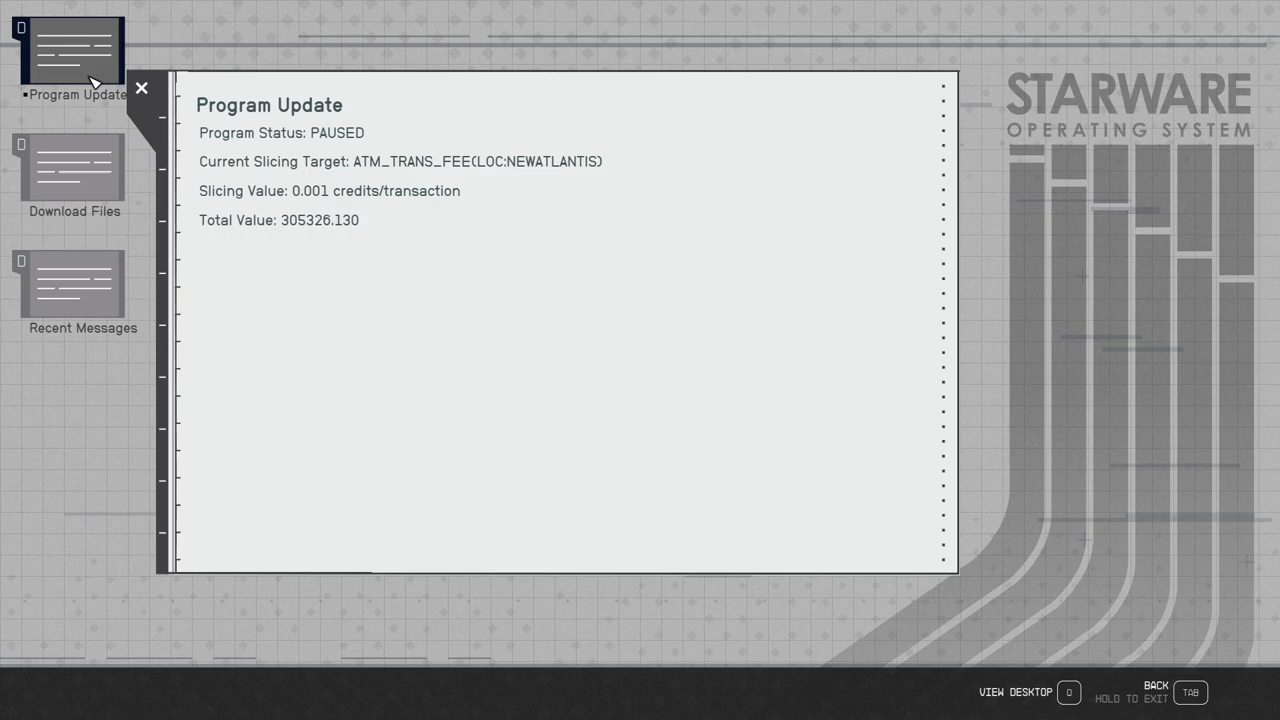 Program Update
Download Files
Recent Messages
Program Update
Program Status: PAUSED
Current Slicing Target: ATM_TRANS_FEE(LOC:NEWATLANTIS)
Slicing Value: 0.001 credits/transaction
Total Value: 305326.130
STARWARE
OPERATING SYSTEM
VIEW DESKTOP Q
BACK
HOLD TO EXIT TAB